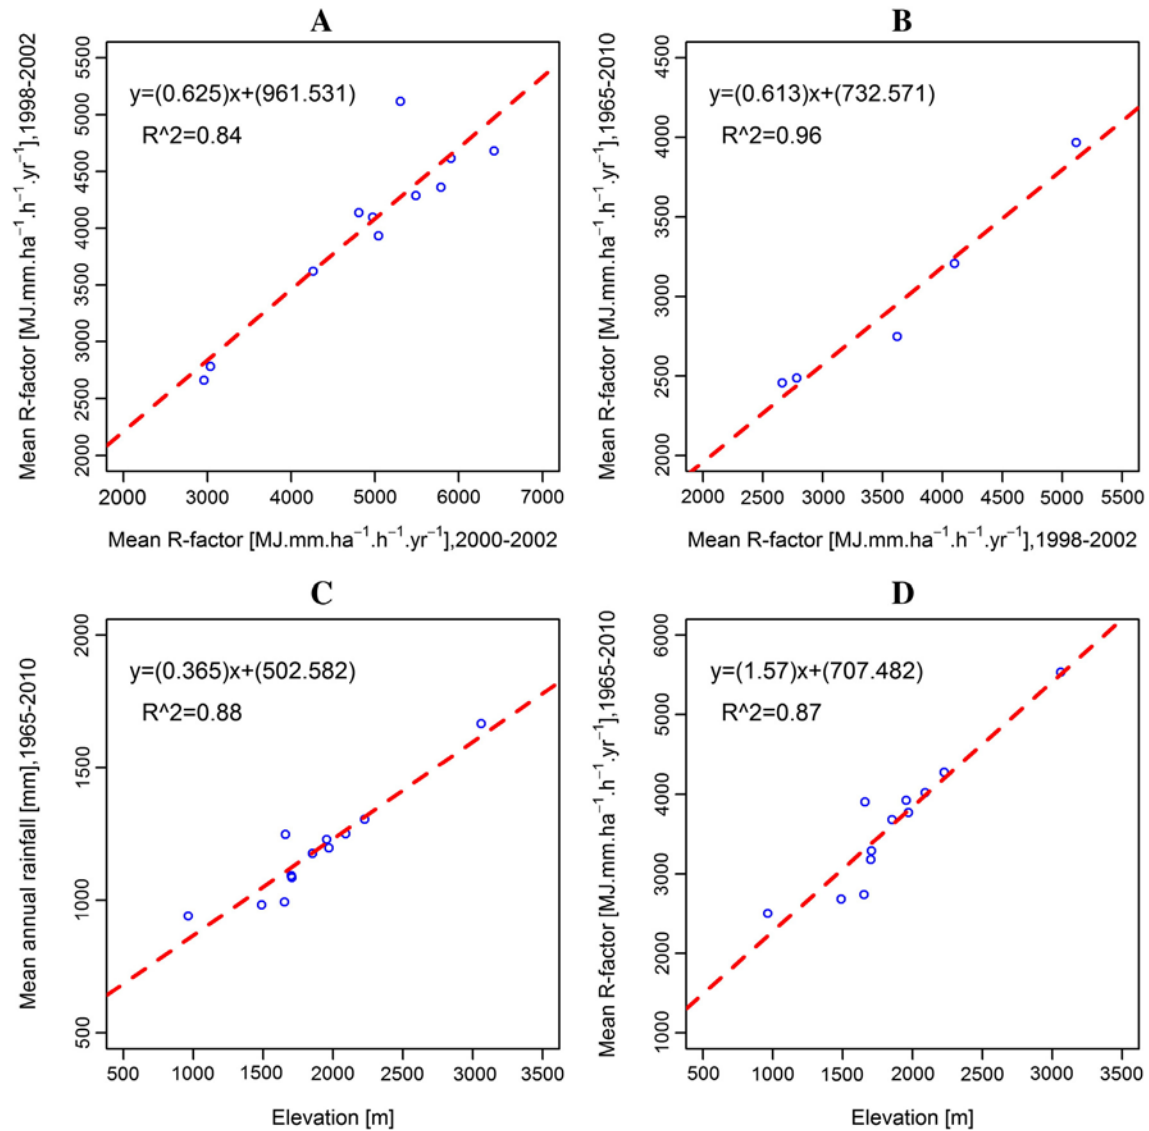 A
Mean R-factor [MJ.mm.ha⁻¹.h⁻¹.yr⁻¹],1998-2002
5500
5000
4500
4000
3500
3000
2500
2000
y=(0.625)x+(961.531)
R^2=0.84
2000 3000 4000 5000 6000 7000
Mean R-factor [MJ.mm.ha⁻¹.h⁻¹.yr⁻¹],2000-2002
B
Mean R-factor [MJ.mm.ha⁻¹.h⁻¹.yr⁻¹],1965-2010
4500
4000
3500
3000
2500
2000
y=(0.613)x+(732.571)
R^2=0.96
2000 2500 3000 3500 4000 4500 5000 5500
Mean R-factor [MJ.mm.ha⁻¹.h⁻¹.yr⁻¹],1998-2002
C
Mean annual rainfall [mm],1965-2010
2000
1500
1000
500
y=(0.365)x+(502.582)
R^2=0.88
500 1000 1500 2000 2500 3000 3500
Elevation [m]
D
Mean R-factor [MJ.mm.ha⁻¹.h⁻¹.yr⁻¹],1965-2010
6000
5000
4000
3000
2000
1000
y=(1.57)x+(707.482)
R^2=0.87
500 1000 1500 2000 2500 3000 3500
Elevation [m]